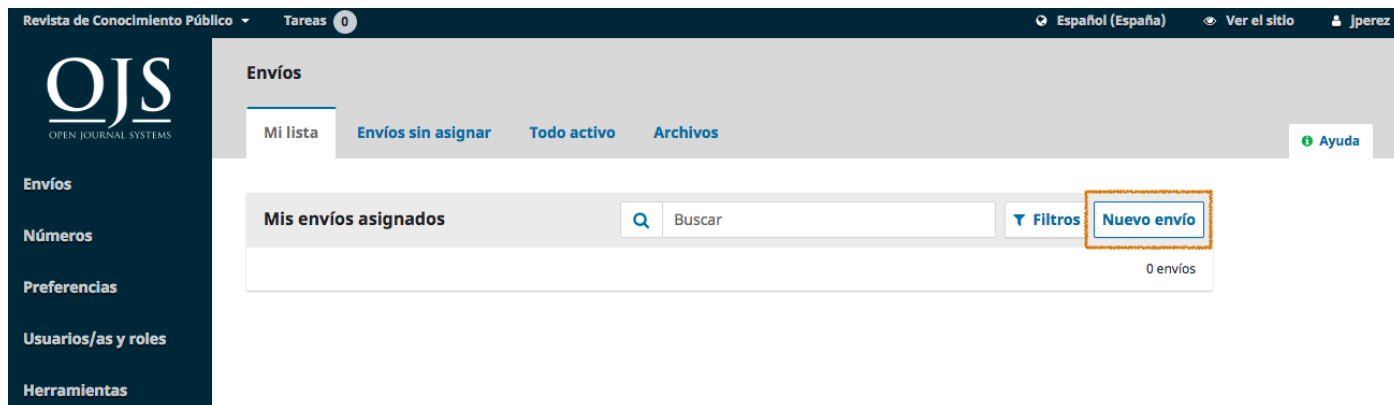 Revista de Conocimiento Público Tareas 0 Español (España) Ver el sitio jperez
OJS
OPEN JOURNAL SYSTEMS
Envíos
Mi lista Envíos sin asignar Todo activo Archivos
Ayuda
Envíos
Números
Preferencias
Usuarios/as y roles
Herramientas
Mis envíos asignados Buscar Filtros Nuevo envío
0 envíos